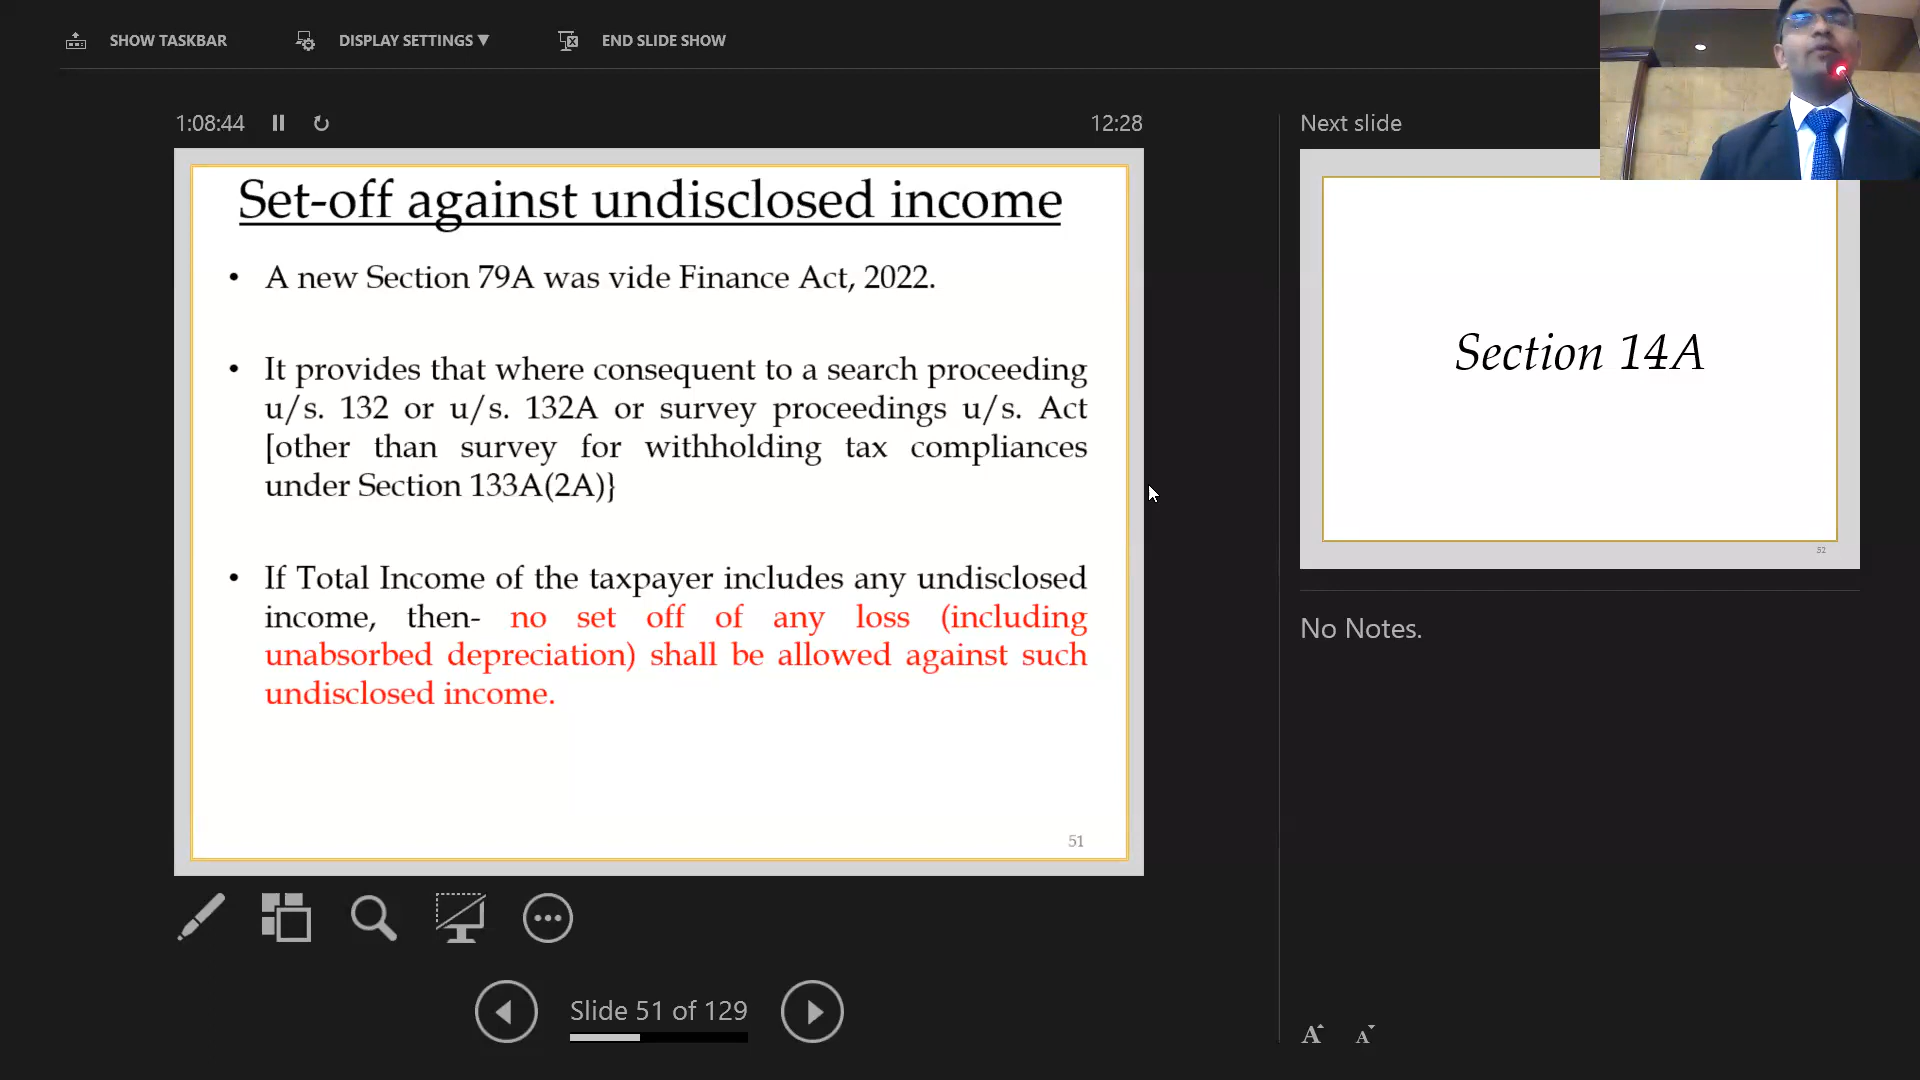 SHOW TASKBAR
DISPLAY SETTINGS ▼
END SLIDE SHOW
1:08:44
12:28
Set-off against undisclosed income
• A new Section 79A was vide Finance Act, 2022.
• It provides that where consequent to a search proceeding
u/s. 132 or u/s. 132A or survey proceedings u/s. Act
[other than survey for withholding tax compliances
under Section 133A(2A)}
• If Total Income of the taxpayer includes any undisclosed
income, then- no set off of any loss (including
unabsorbed depreciation) shall be allowed against such
undisclosed income.
51
Slide 51 of 129
Next slide
Section 14A
52
No Notes.
A A